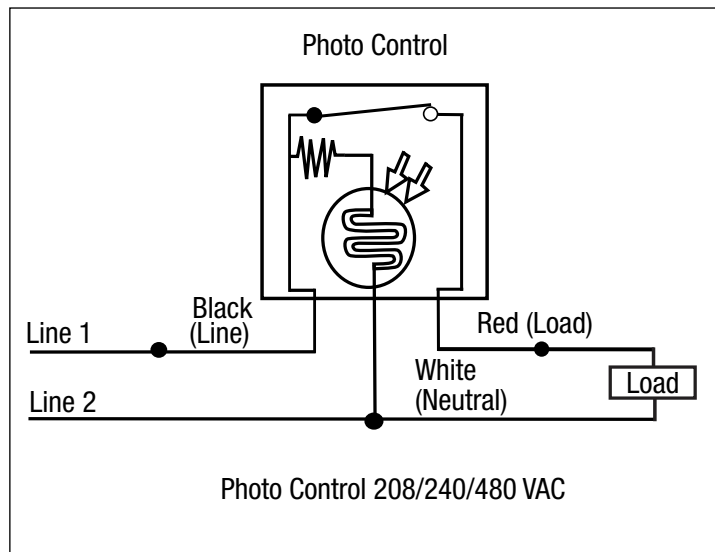 Photo Control
Black
(Line)
Line 1
Red (Load)
White
(Neutral)
Load
Line 2
Photo Control 208/240/480 VAC